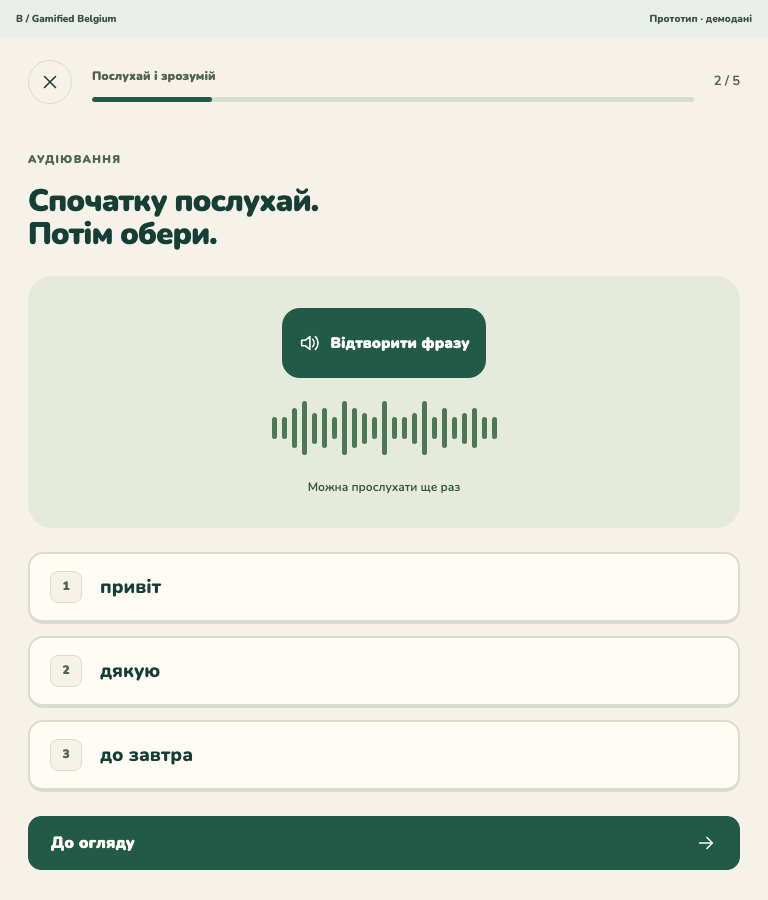 B / Gamified Belgium
Прототип · демодані
Послухай і зрозумій
2 / 5
АУДІЮВАННЯ
Спочатку послухай.
Потім обери.
Відтворити фразу
Можна прослухати ще раз
1 привіт
2 дякую
3 до завтра
До огляду